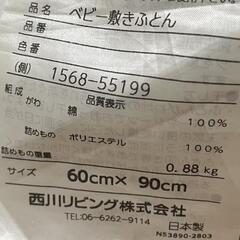 品名 ベビー敷きふとん
品番
色番
(側) 1568-55199
組成 品質表示
がわ 綿 100%
詰めもの ポリエステル 100%
詰めもの重量 0.88kg
サイズ 60cm× 90cm
西川リビング株式会社
TEL:06-6262-9114
日本製
N53890-2803